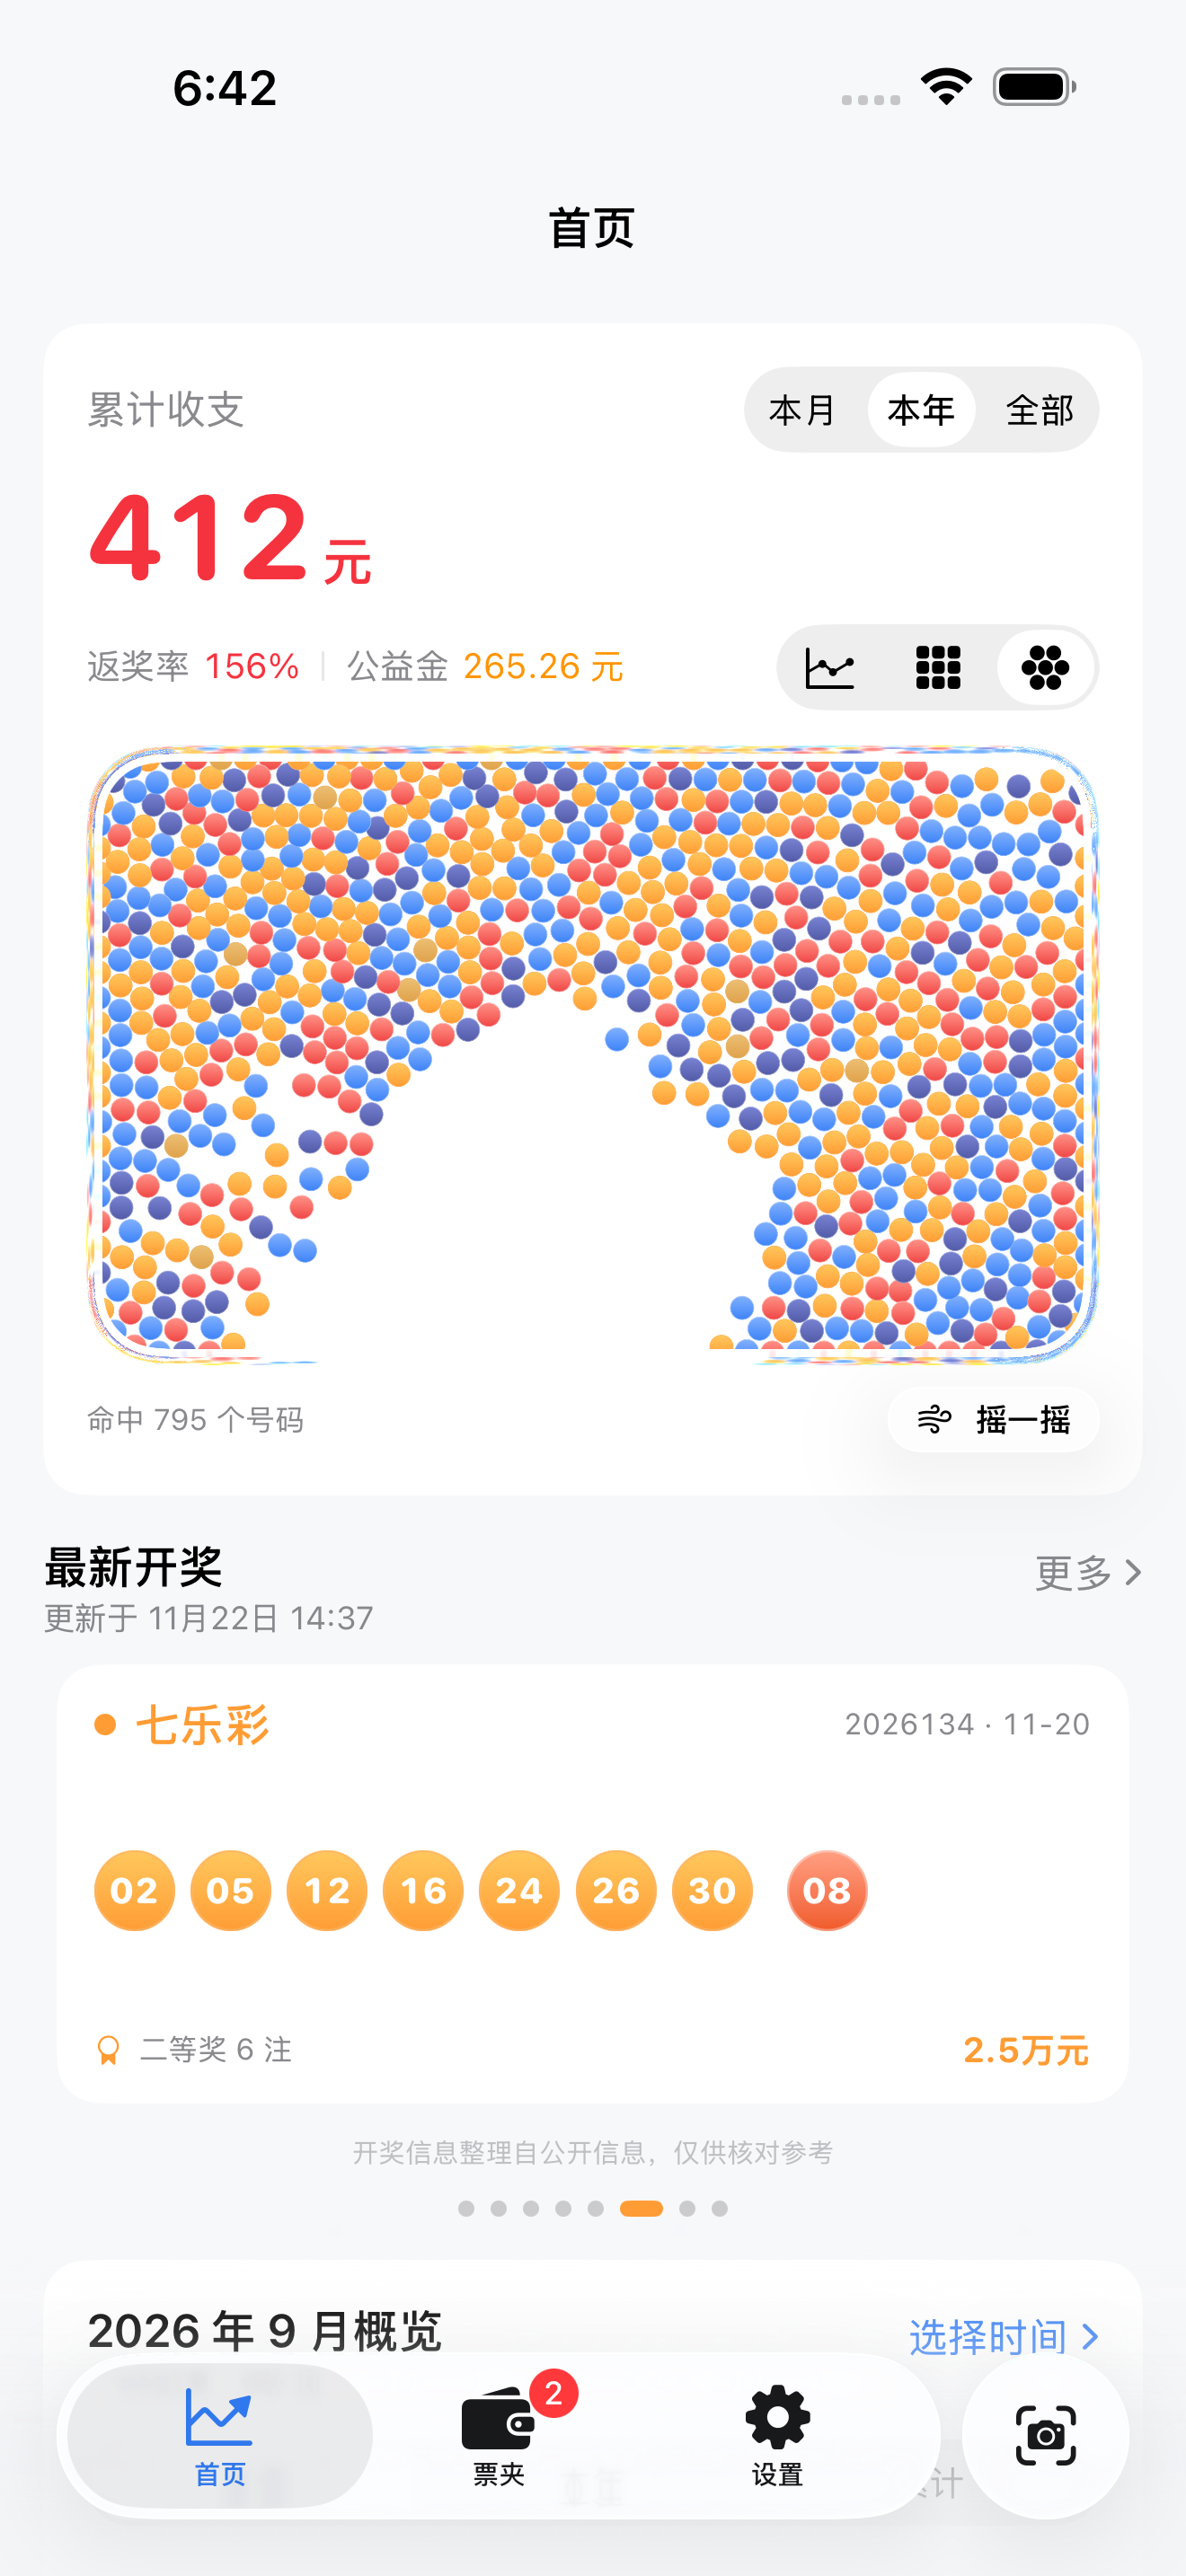 6:42
首页
累计收支
本月 本年 全部
412 元
返奖率 156% 公益金 265.26 元
命中 795 个号码
摇一摇
最新开奖
更多
更新于 11月22日 14:37
七乐彩
2026134 · 11-20
02 05 12 16 24 26 30 08
二等奖 6 注
2.5万元
开奖信息整理自公开信息，仅供核对参考
2026 年 9 月概览
选择时间
2
首页 票夹 设置
计